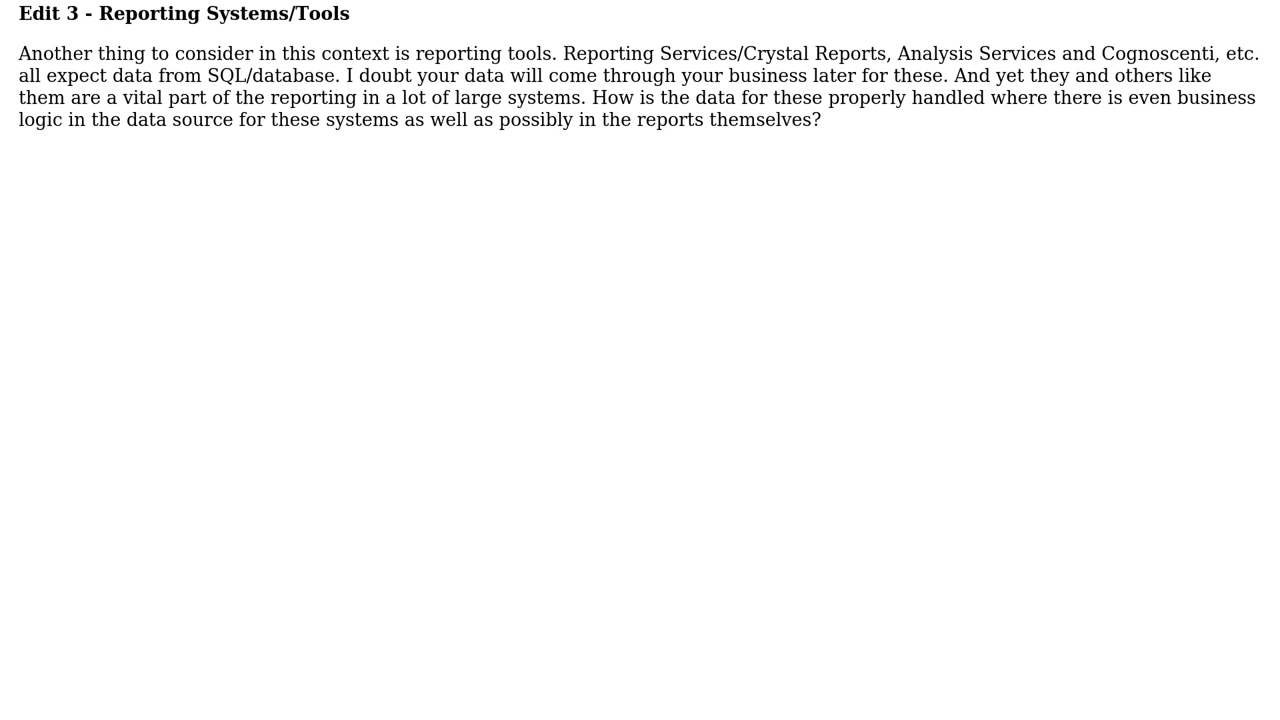 Edit 3 - Reporting Systems/Tools
Another thing to consider in this context is reporting tools. Reporting Services/Crystal Reports, Analysis Services and Cognoscenti, etc.
all expect data from SQL/database. I doubt your data will come through your business later for these. And yet they and others like
them are a vital part of the reporting in a lot of large systems. How is the data for these properly handled where there is even business
logic in the data source for these systems as well as possibly in the reports themselves?